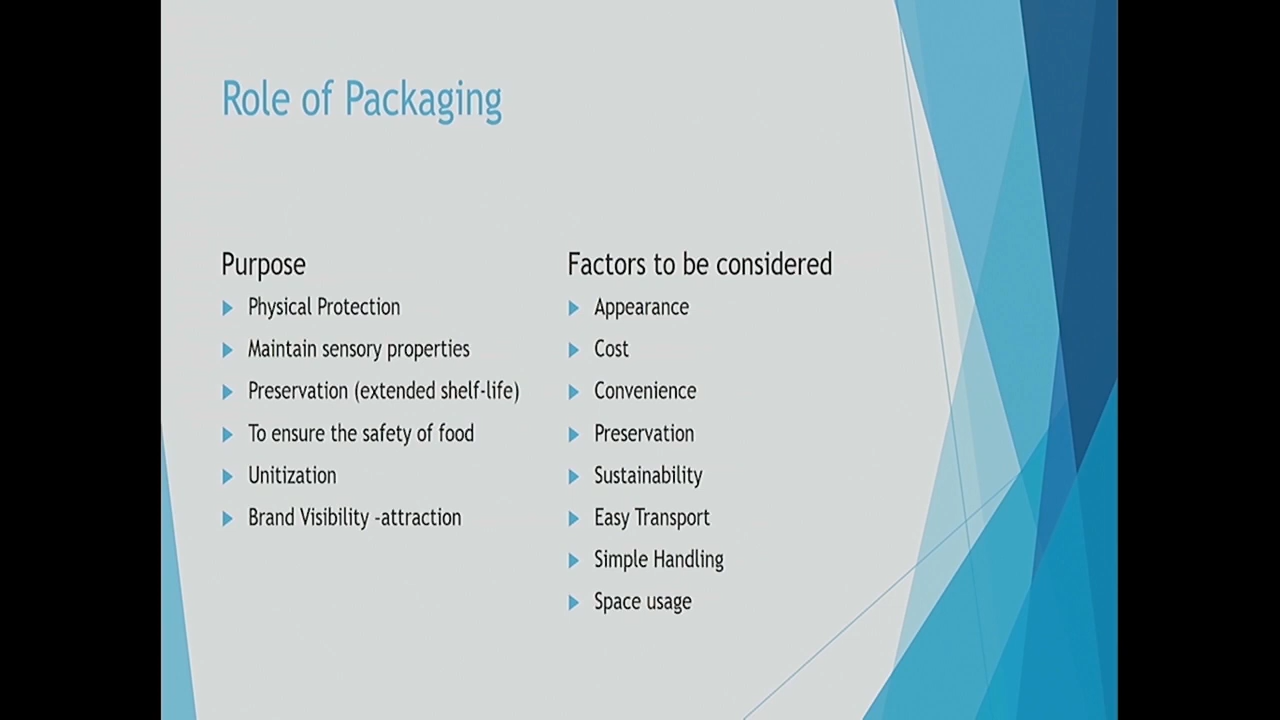 Role of Packaging
Purpose
Physical Protection
Maintain sensory properties
Preservation (extended shelf-life)
To ensure the safety of food
Unitization
Brand Visibility -attraction
Factors to be considered
Appearance
Cost
Convenience
Preservation
Sustainability
Easy Transport
Simple Handling
Space usage